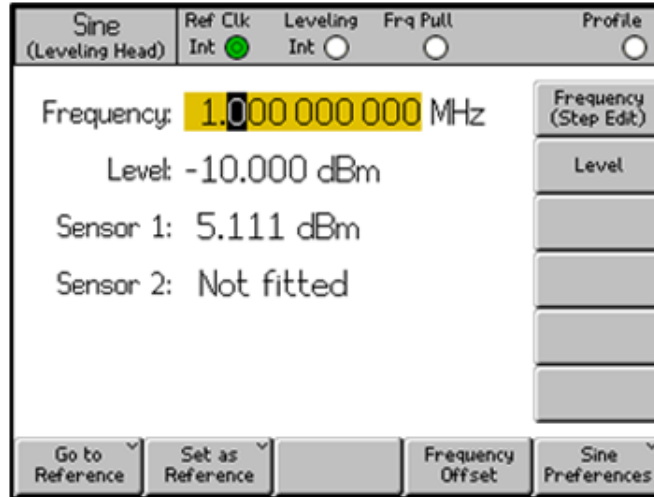 Sine
(Leveling Head)
Ref Clk
Int
Leveling
Int
Frq Pull
Profile
Frequency: 1.000 000 000 MHz
Level: -10.000 dBm
Sensor 1: 5.111 dBm
Sensor 2: Not fitted
Frequency
(Step Edit)
Level
Go to
Reference
Set as
Reference
Frequency
Offset
Sine
Preferences